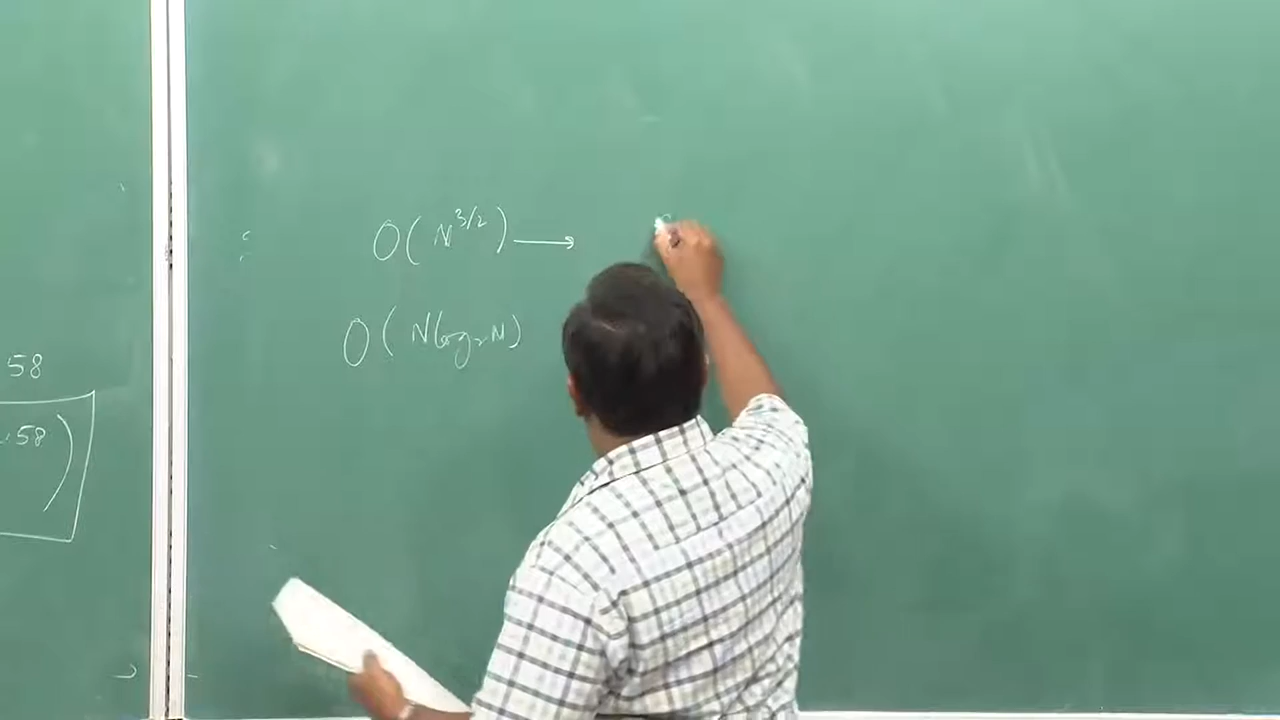 58
.58)
O(N^{3/2}) ⟶
O(N log₂ N)